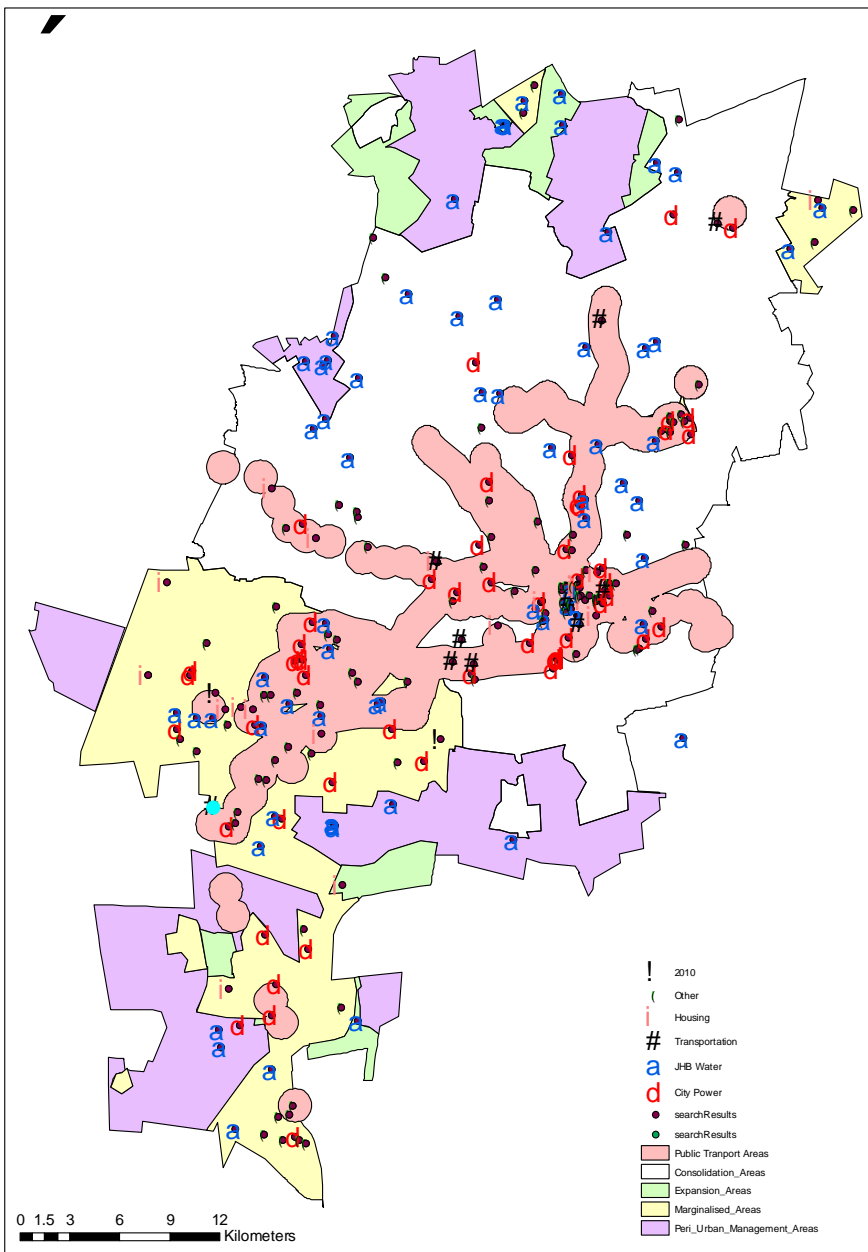 ! 2010
( Other
i Housing
# Transportation
a JHB Water
d City Power
searchResults
searchResults
Public Tranport Areas
Consolidation_Areas
Expansion_Areas
Marginalised_Areas
Peri_Urban_Management_Areas
0 1.5 3 6 9 12
Kilometers